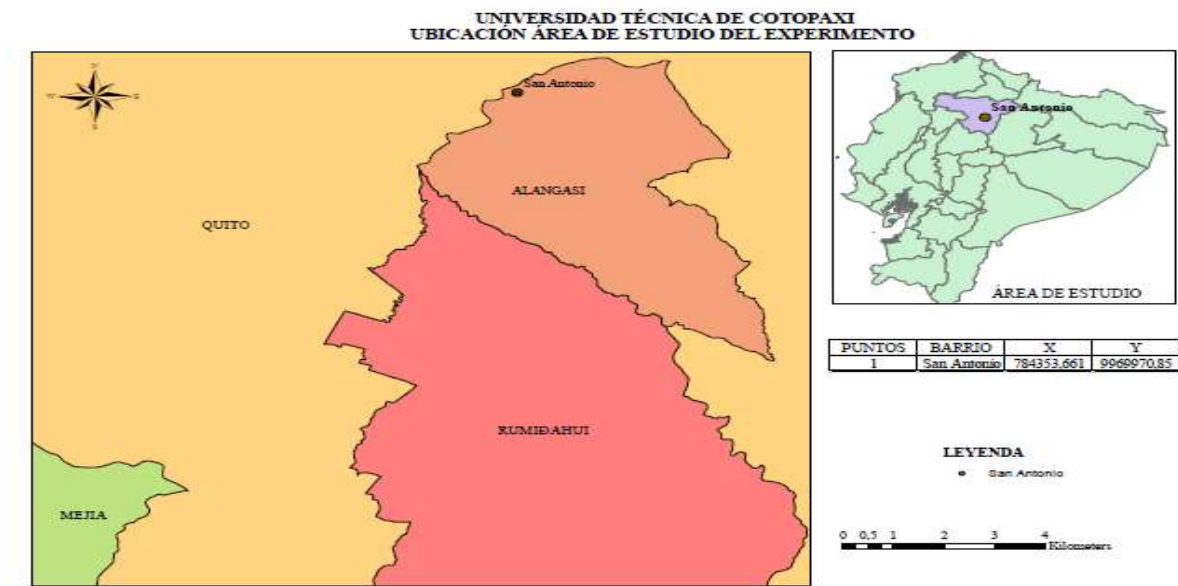 UNIVERSIDAD TÉCNICA DE COTOPAXI
UBICACIÓN ÁREA DE ESTUDIO DEL EXPERIMENTO
N
W E
S
San Antonio
ALANGASI
QUITO
RUMIÐAHUI
MEJIA
San Antonio
ÁREA DE ESTUDIO
PUNTOS BARRIO X Y
1 San Antonio 784353,661 9969970,85
LEYENDA
San Antonio
0 0,5 1 2 3 4
Kilometers